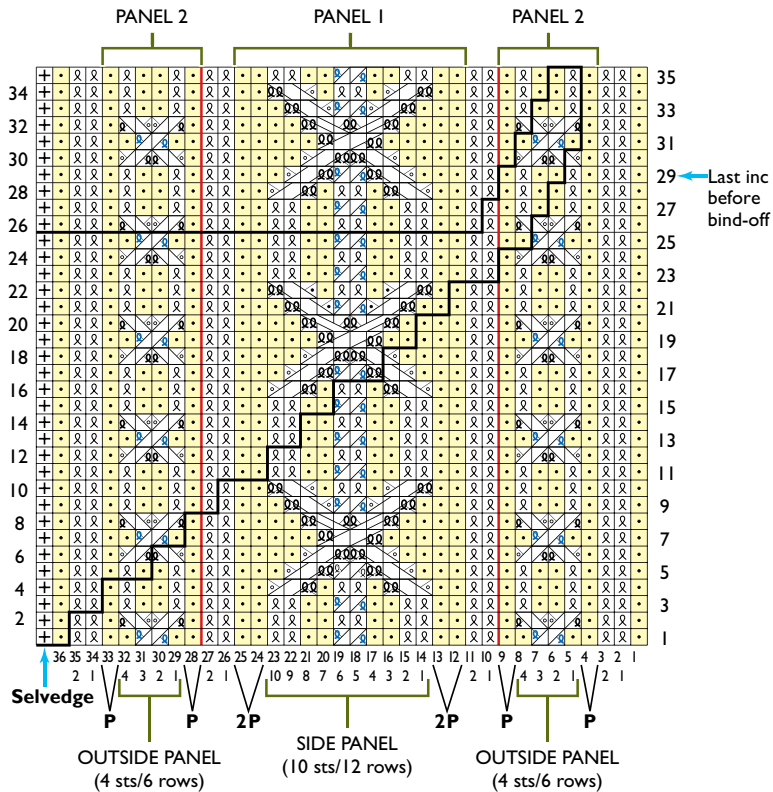 PANEL 2 PANEL 1 PANEL 2
35
34
33
32
31
30
29 Last inc
before
bind-off
28
27
26
25
24
23
22
21
20
19
18
17
16
15
14
13
12
11
10
9
8
7
6
5
4
3
2
1
36 35 34 33 32 31 30 29 28 27 26 25 24 23 22 21 20 19 18 17 16 15 14 13 12 11 10 9 8 7 6 5 4 3 2 1
2 1 4 3 2 1 2 1 10 9 8 7 6 5 4 3 2 1 2 1 4 3 2 1 2 1
Selvedge
P P 2P 2P P P
OUTSIDE PANEL
(4 sts/6 rows)
SIDE PANEL
(10 sts/12 rows)
OUTSIDE PANEL
(4 sts/6 rows)